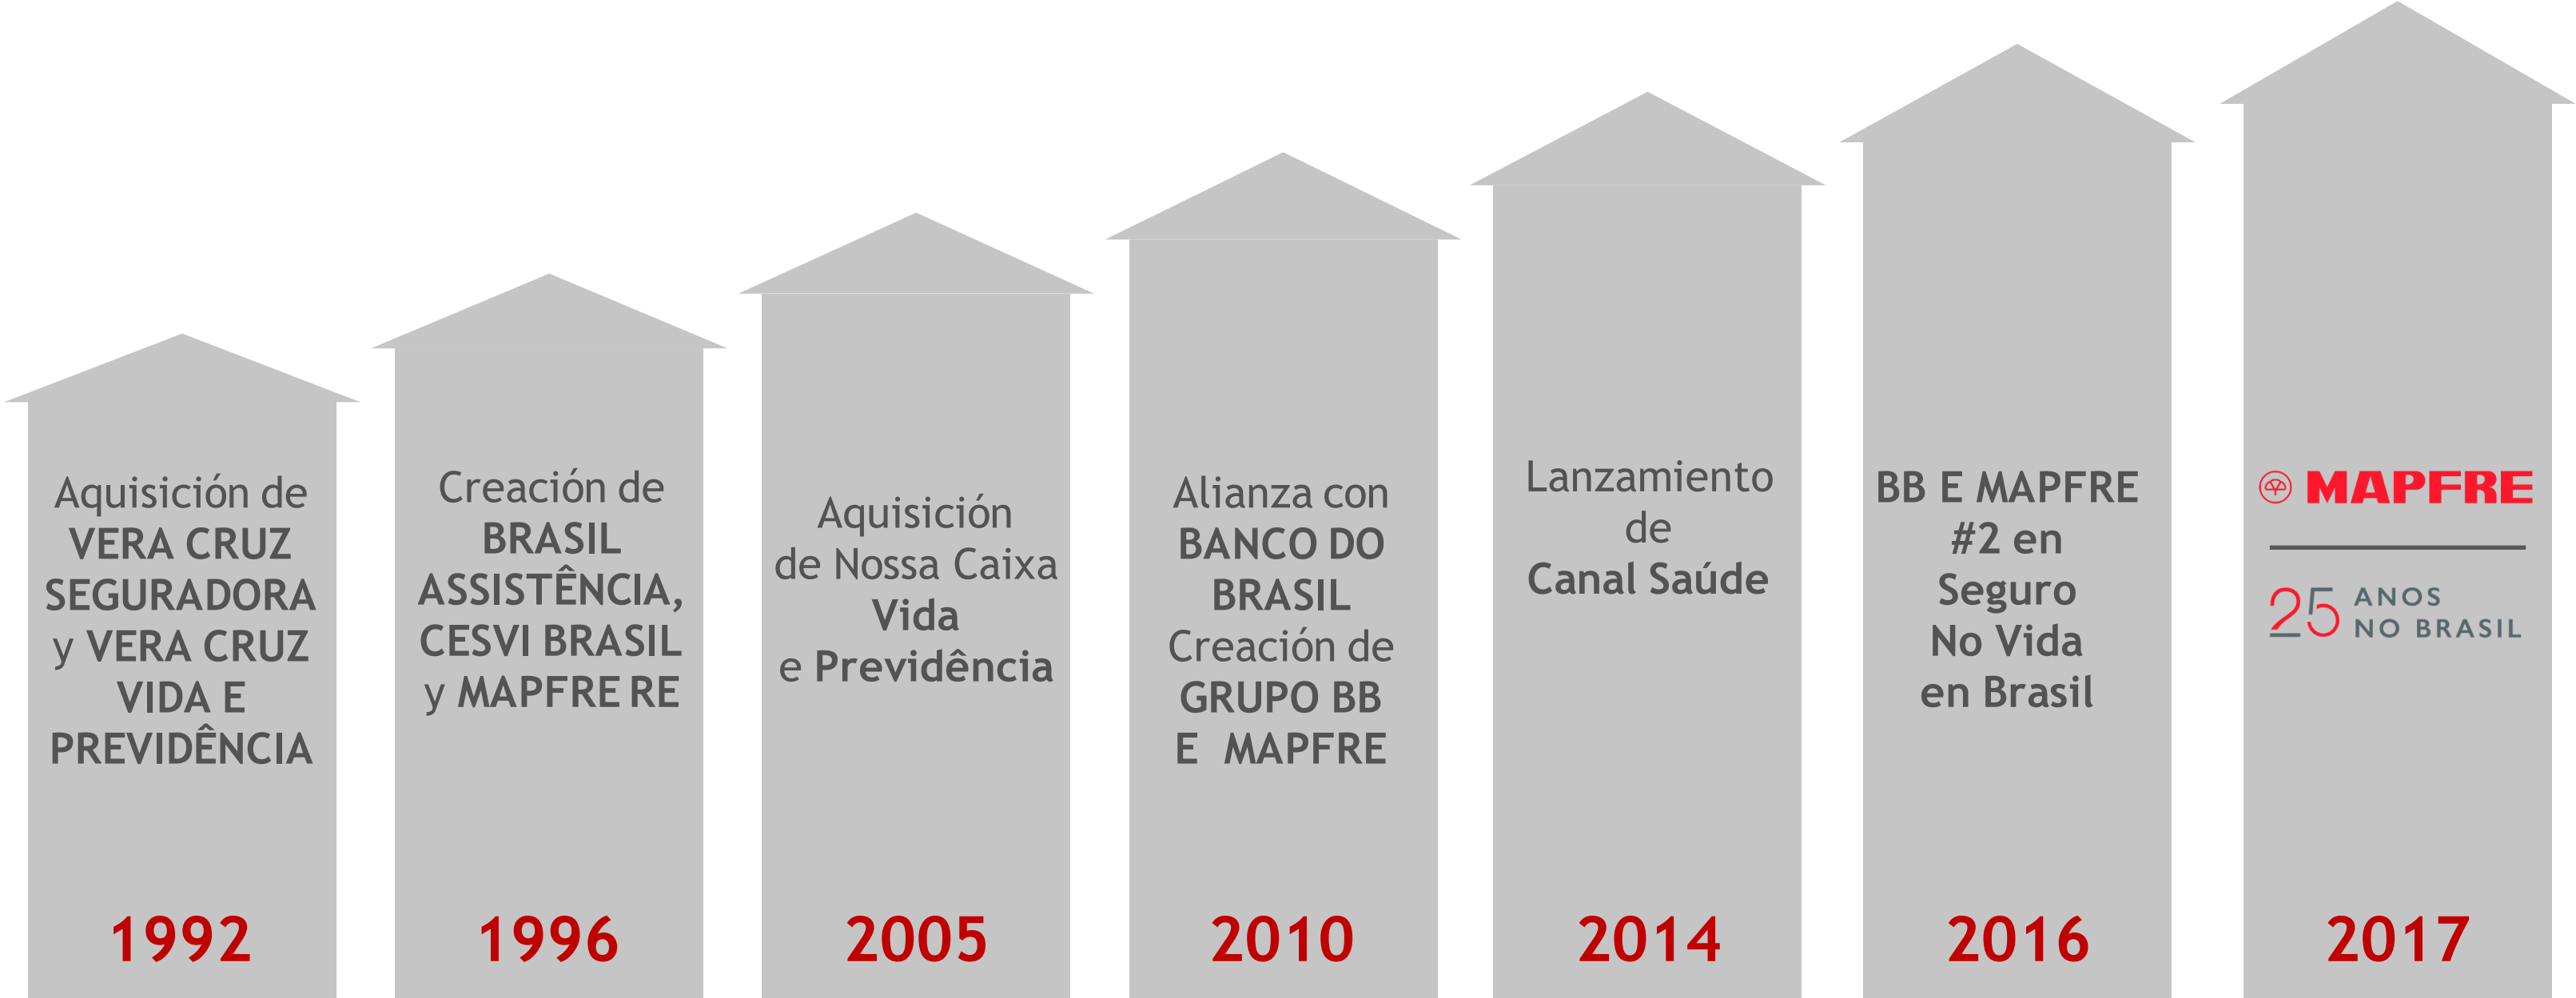 Aquisición de
VERA CRUZ
SEGURADORA
y VERA CRUZ
VIDA E
PREVIDÊNCIA
1992
Creación de
BRASIL
ASSISTÊNCIA,
CESVI BRASIL
y MAPFRE RE
1996
Aquisición
de Nossa Caixa
Vida
e Previdência
2005
Alianza con
BANCO DO
BRASIL
Creación de
GRUPO BB
E MAPFRE
2010
Lanzamiento
de
Canal Saúde
2014
BB E MAPFRE
#2 en
Seguro
No Vida
en Brasil
2016
MAPFRE
25 ANOS
NO BRASIL
2017